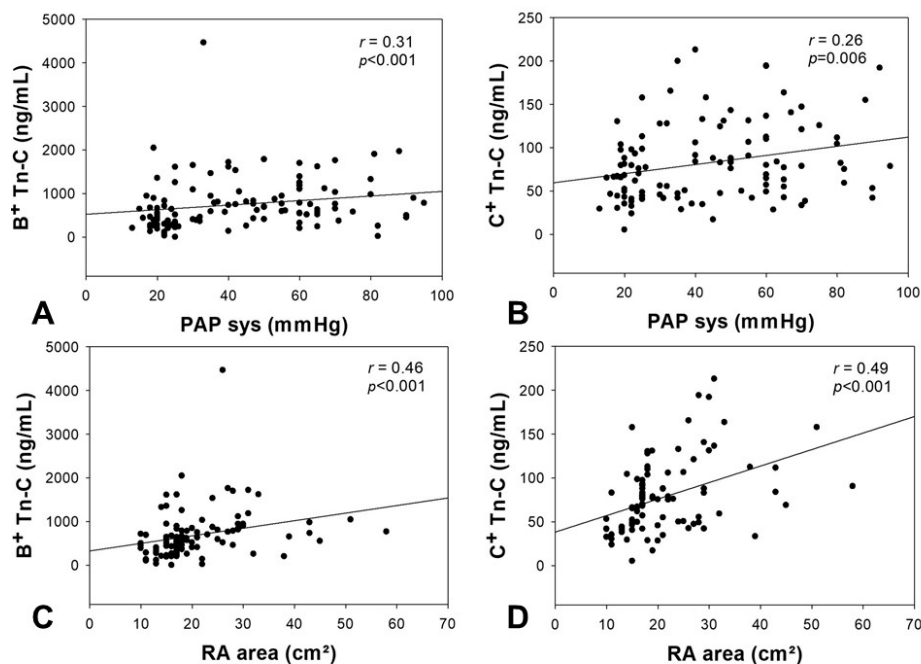 5000
4000
3000
2000
1000
0
B⁺ Tn-C (ng/mL)
r = 0.31
p<0.001
0 20 40 60 80 100
PAP sys (mmHg)
A
250
200
150
100
50
0
C⁺ Tn-C (ng/mL)
r = 0.26
p=0.006
0 20 40 60 80 100
PAP sys (mmHg)
B
5000
4000
3000
2000
1000
0
B⁺ Tn-C (ng/mL)
r = 0.46
p<0.001
0 10 20 30 40 50 60 70
RA area (cm²)
C
250
200
150
100
50
0
C⁺ Tn-C (ng/mL)
r = 0.49
p<0.001
0 10 20 30 40 50 60 70
RA area (cm²)
D